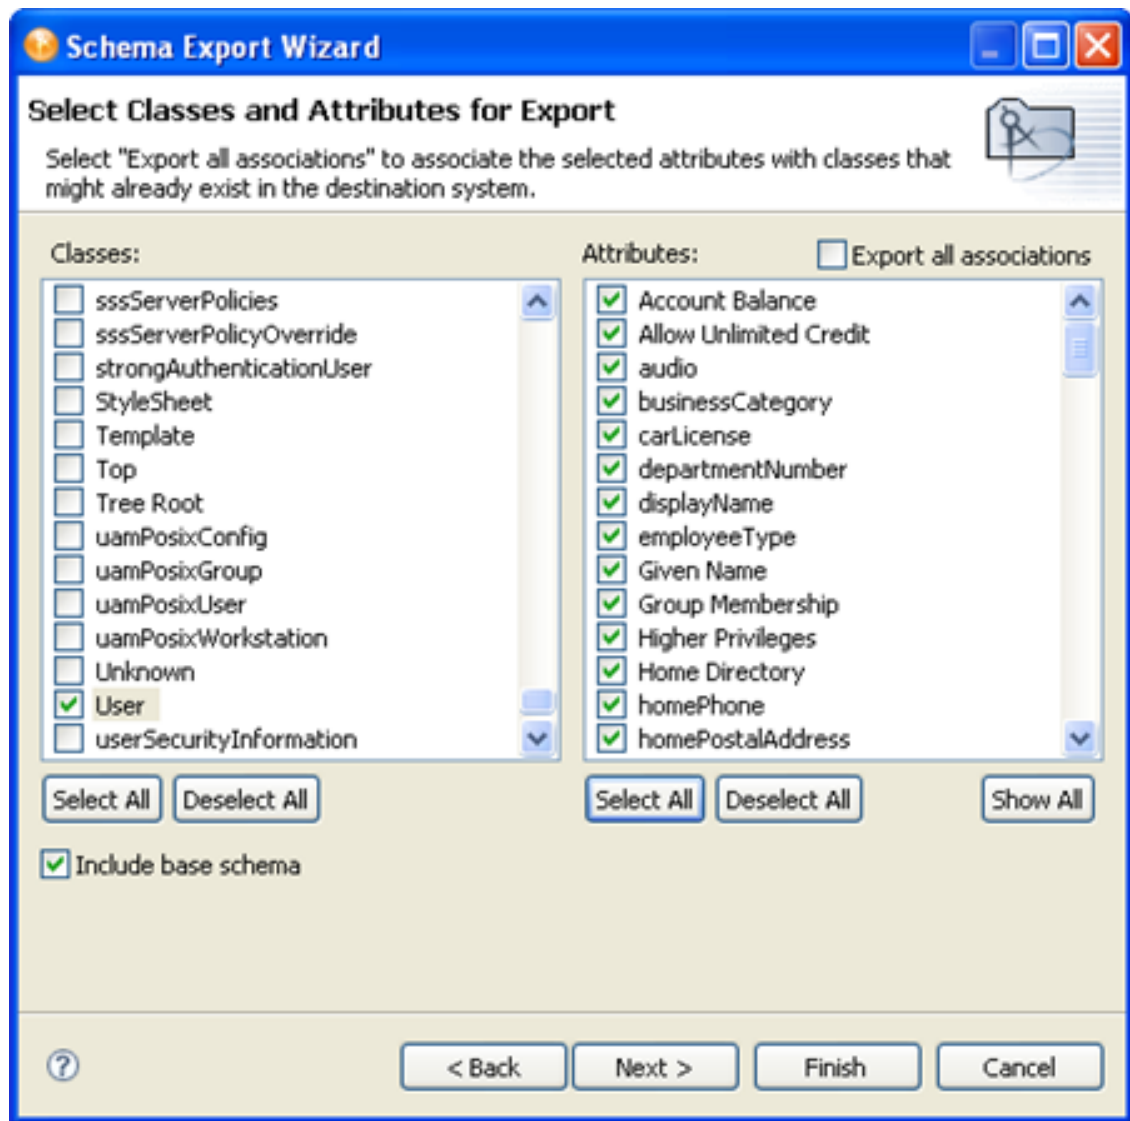 Schema Export Wizard
Select Classes and Attributes for Export
Select "Export all associations" to associate the selected attributes with classes that
might already exist in the destination system.
Classes:
sssServerPolicies
sssServerPolicyOverride
strongAuthenticationUser
StyleSheet
Template
Top
Tree Root
uamPosixConfig
uamPosixGroup
uamPosixUser
uamPosixWorkstation
Unknown
User
userSecurityInformation
Select All Deselect All
Include base schema
Attributes: Export all associations
Account Balance
Allow Unlimited Credit
audio
businessCategory
carLicense
departmentNumber
displayName
employeeType
Given Name
Group Membership
Higher Privileges
Home Directory
homePhone
homePostalAddress
Select All Deselect All Show All
? < Back Next > Finish Cancel